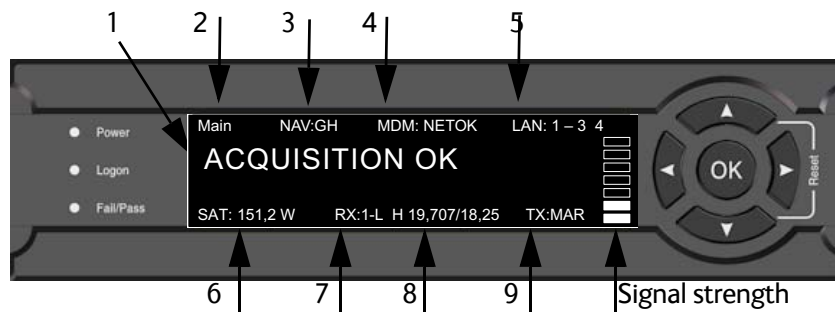 1 2 3 4 5
Power
Logon
Fail/Pass
Main NAV:GH MDM: NETOK LAN: 1 – 3 4
ACQUISITION OK
SAT: 151,2 W RX:1-L H 19,707/18,25 TX:MAR
OK
Reset
6 7 8 9 Signal strength